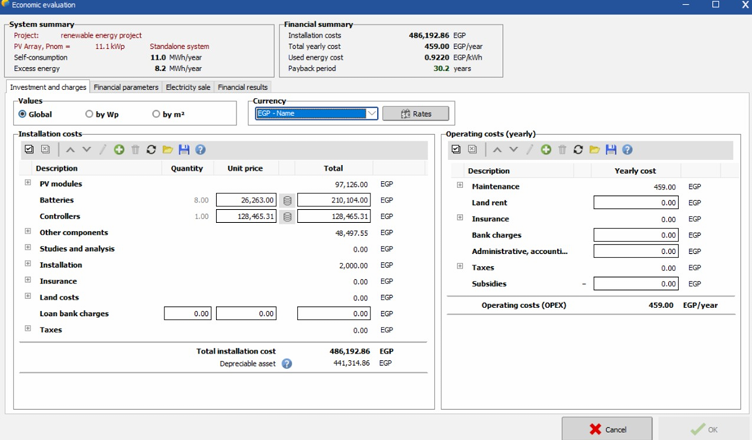 Economic evaluation
System summary
Project: renewable energy project
PV Array, Pnom = 11.1 kWp Standalone system
Self-consumption 11.0 MWh/year
Excess energy 8.2 MWh/year
Financial summary
Installation costs 486,192.86 EGP
Total yearly cost 459.00 EGP/year
Used energy cost 0.9220 EGP/kWh
Payback period 30.2 years
Investment and charges Financial parameters Electricity sale Financial results
Values
Global by Wp by m²
Currency
EGP - Name Rates
Installation costs
Description Quantity Unit price Total
PV modules 97,126.00 EGP
Batteries 8.00 26,263.00 210,104.00 EGP
Controllers 1.00 128,465.31 128,465.31 EGP
Other components 48,497.55 EGP
Studies and analysis 0.00 EGP
Installation 2,000.00 EGP
Insurance 0.00 EGP
Land costs 0.00 EGP
Loan bank charges 0.00 0.00 0.00 EGP
Taxes 0.00 EGP
Total installation cost 486,192.86 EGP
Depreciable asset 441,314.86 EGP
Operating costs (yearly)
Description Yearly cost
Maintenance 459.00 EGP
Land rent 0.00 EGP
Insurance 0.00 EGP
Bank charges 0.00 EGP
Administrative, accounti... 0.00 EGP
Taxes 0.00 EGP
Subsidies - 0.00 EGP
Operating costs (OPEX) 459.00 EGP/year
Cancel OK